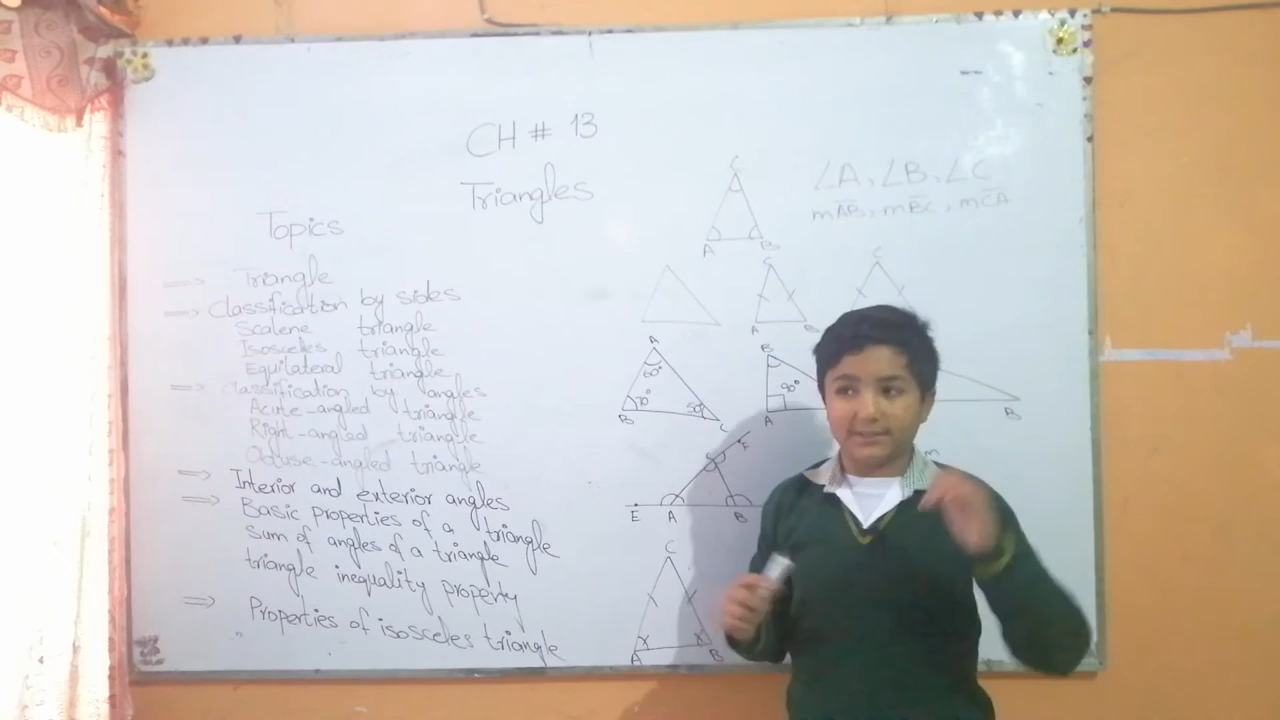 CH # 13
Triangles
Topics
⇒ Triangle
⇒ Classification by sides
Scalene triangle
Isosceles triangle
Equilateral triangle
⇒ Classification by angles
Acute-angled triangle
Right-angled triangle
Obtuse-angled triangle
⇒ Interior and exterior angles
⇒ Basic properties of a triangle
Sum of angles of a triangle
triangle inequality property
⇒ Properties of isosceles triangle
∠A, ∠B, ∠C
mAB, mBC, mCA
C
A B
C
A B
C
A
60°
70° 50°
B C
B
90°
A
B
F
C
E A B
m
C
x x
A B